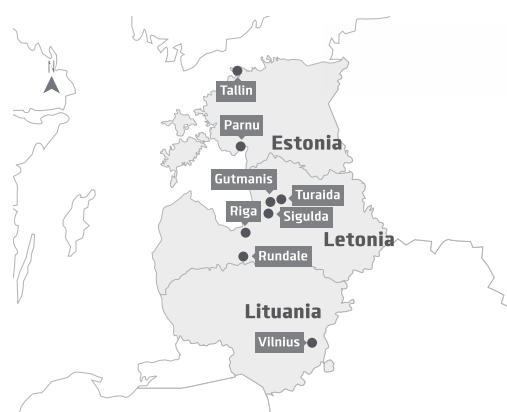 N
Tallin
Parnu
Estonia
Gutmanis
Turaida
Riga
Sigulda
Letonia
Rundale
Lituania
Vilnius